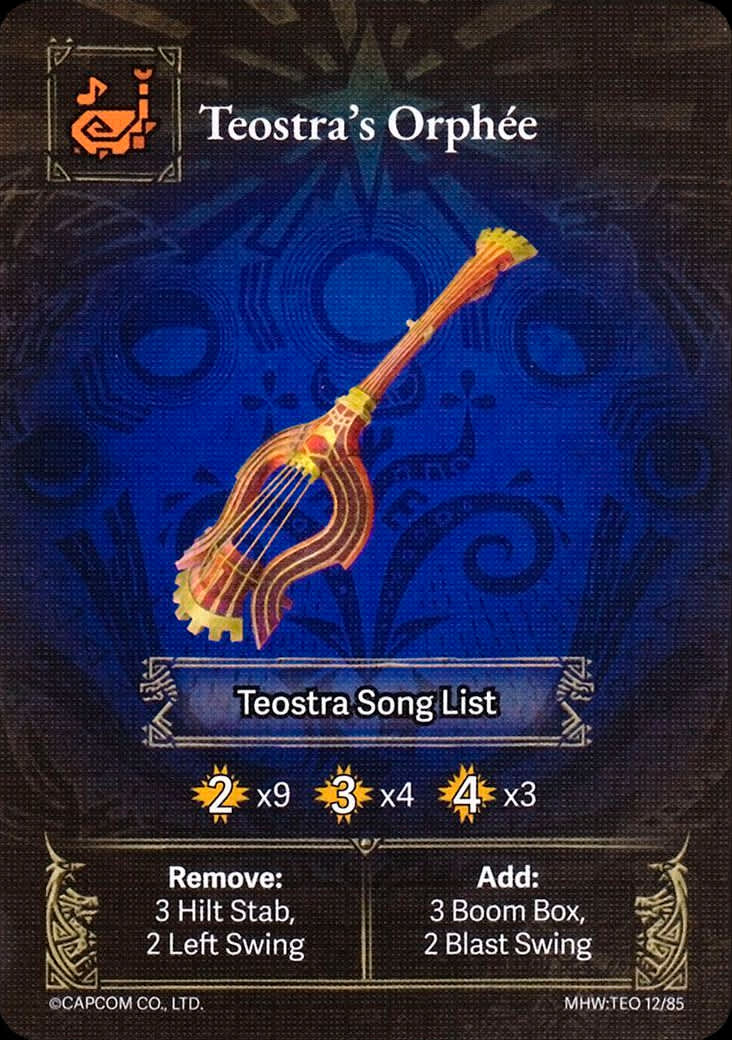 Teostra's Orphée
Teostra Song List
2 x9 3 x4 4 x3
Remove:
3 Hilt Stab,
2 Left Swing
Add:
3 Boom Box,
2 Blast Swing
©CAPCOM CO., LTD.
MHW:TEO 12/85